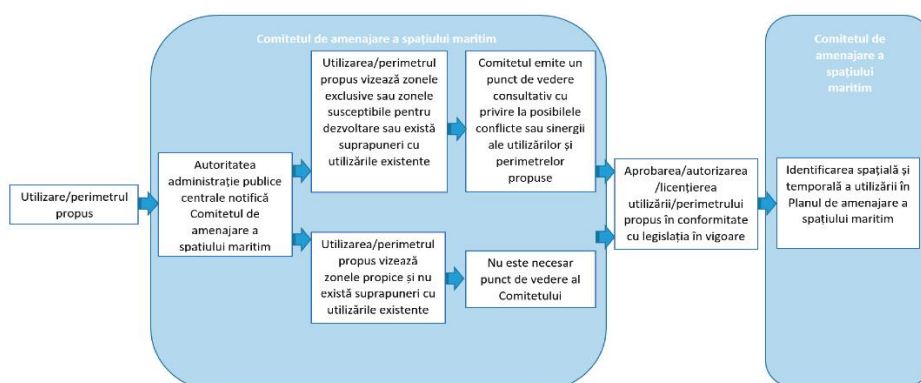 Comitetul de amenajare a spațiului maritim
Utilizare/perimetrul
propus
Autoritatea
administrație publice
centrale notifică
Comitetul de
amenajare a
spatiului maritim
Utilizarea/perimetrul
propus vizează zonele
exclusive sau zonele
susceptibile pentru
dezvoltare sau există
suprapuneri cu
utilizările existente
Comitetul emite un
punct de vedere
consultativ cu
privire la posibilele
conflicte sau sinergii
ale utilizărilor și
perimetrelor
propuse
Utilizarea/perimetrul
propus vizează
zonele propice și nu
există suprapuneri cu
utilizările existente
Nu este necesar
punct de vedere al
Comitetului
Aprobarea/autorizarea
/licențierea
utilizării/perimetrului
propus în conformitate
cu legislația în vigoare
Comitetul de
amenajare a
spațiului
maritim
Identificarea spațială și
temporală a utilizării în
Planul de amenajare a
spațiului maritim